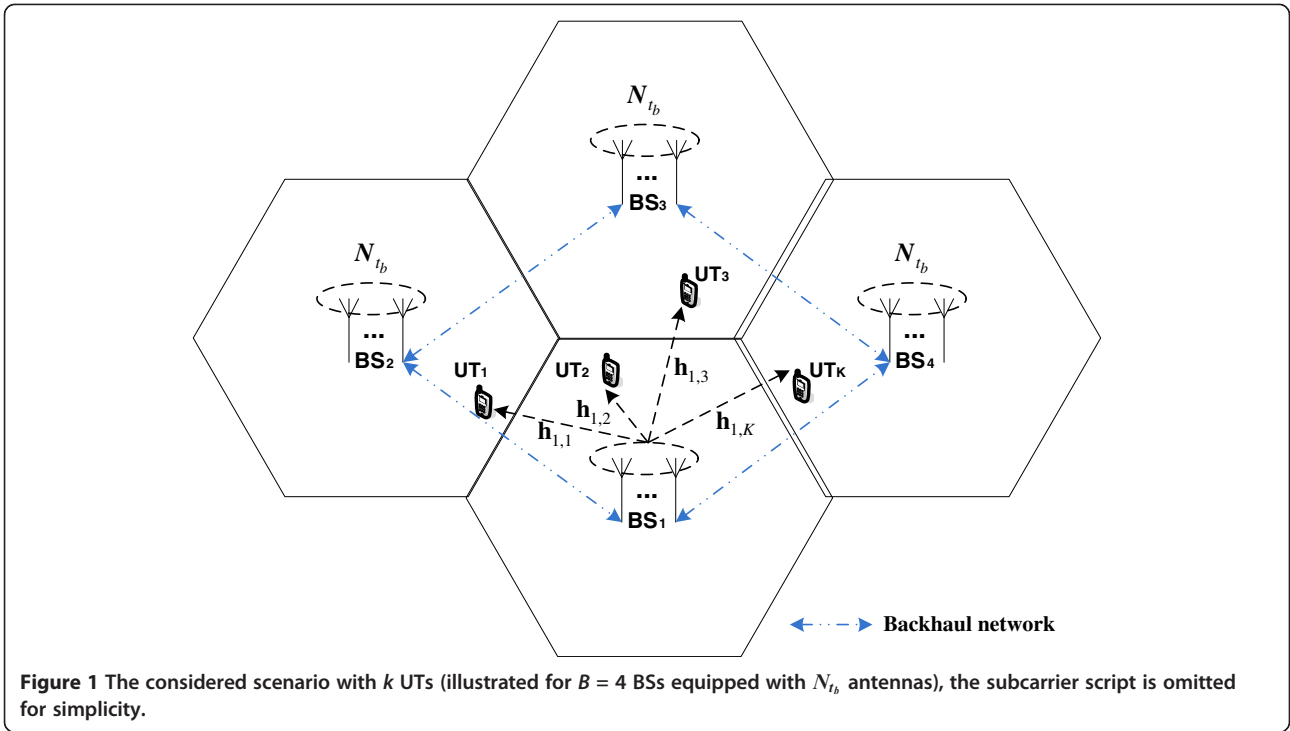 N_{t_b}
...
BS3
N_{t_b}
...
BS2
N_{t_b}
...
BS4
UT3
UT1
UT2
UTK
h_{1,3}
h_{1,2}
h_{1,1}
h_{1,K}
...
BS1
Backhaul network
Figure 1 The considered scenario with k UTs (illustrated for B = 4 BSs equipped with N_{t_b} antennas), the subcarrier script is omitted
for simplicity.